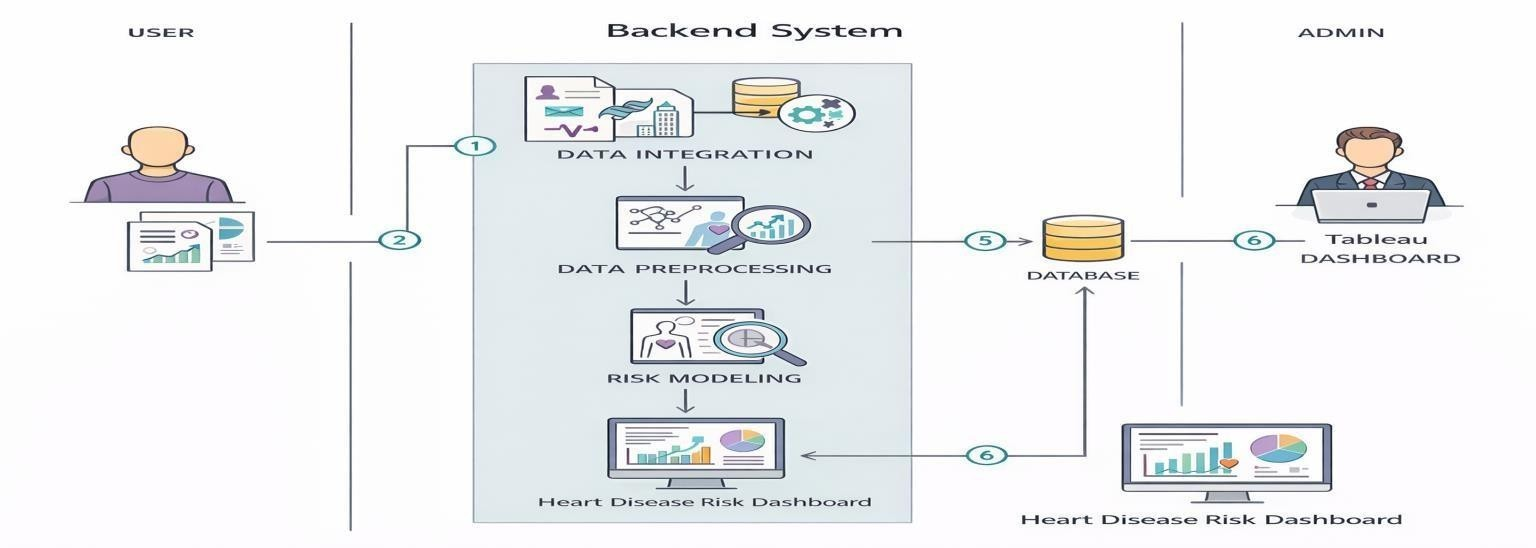 USER
Backend System
ADMIN
1
DATA INTEGRATION
2
DATA PREPROCESSING
5
DATABASE
6
Tableau
DASHBOARD
RISK MODELING
6
Heart Disease Risk Dashboard
Heart Disease Risk Dashboard